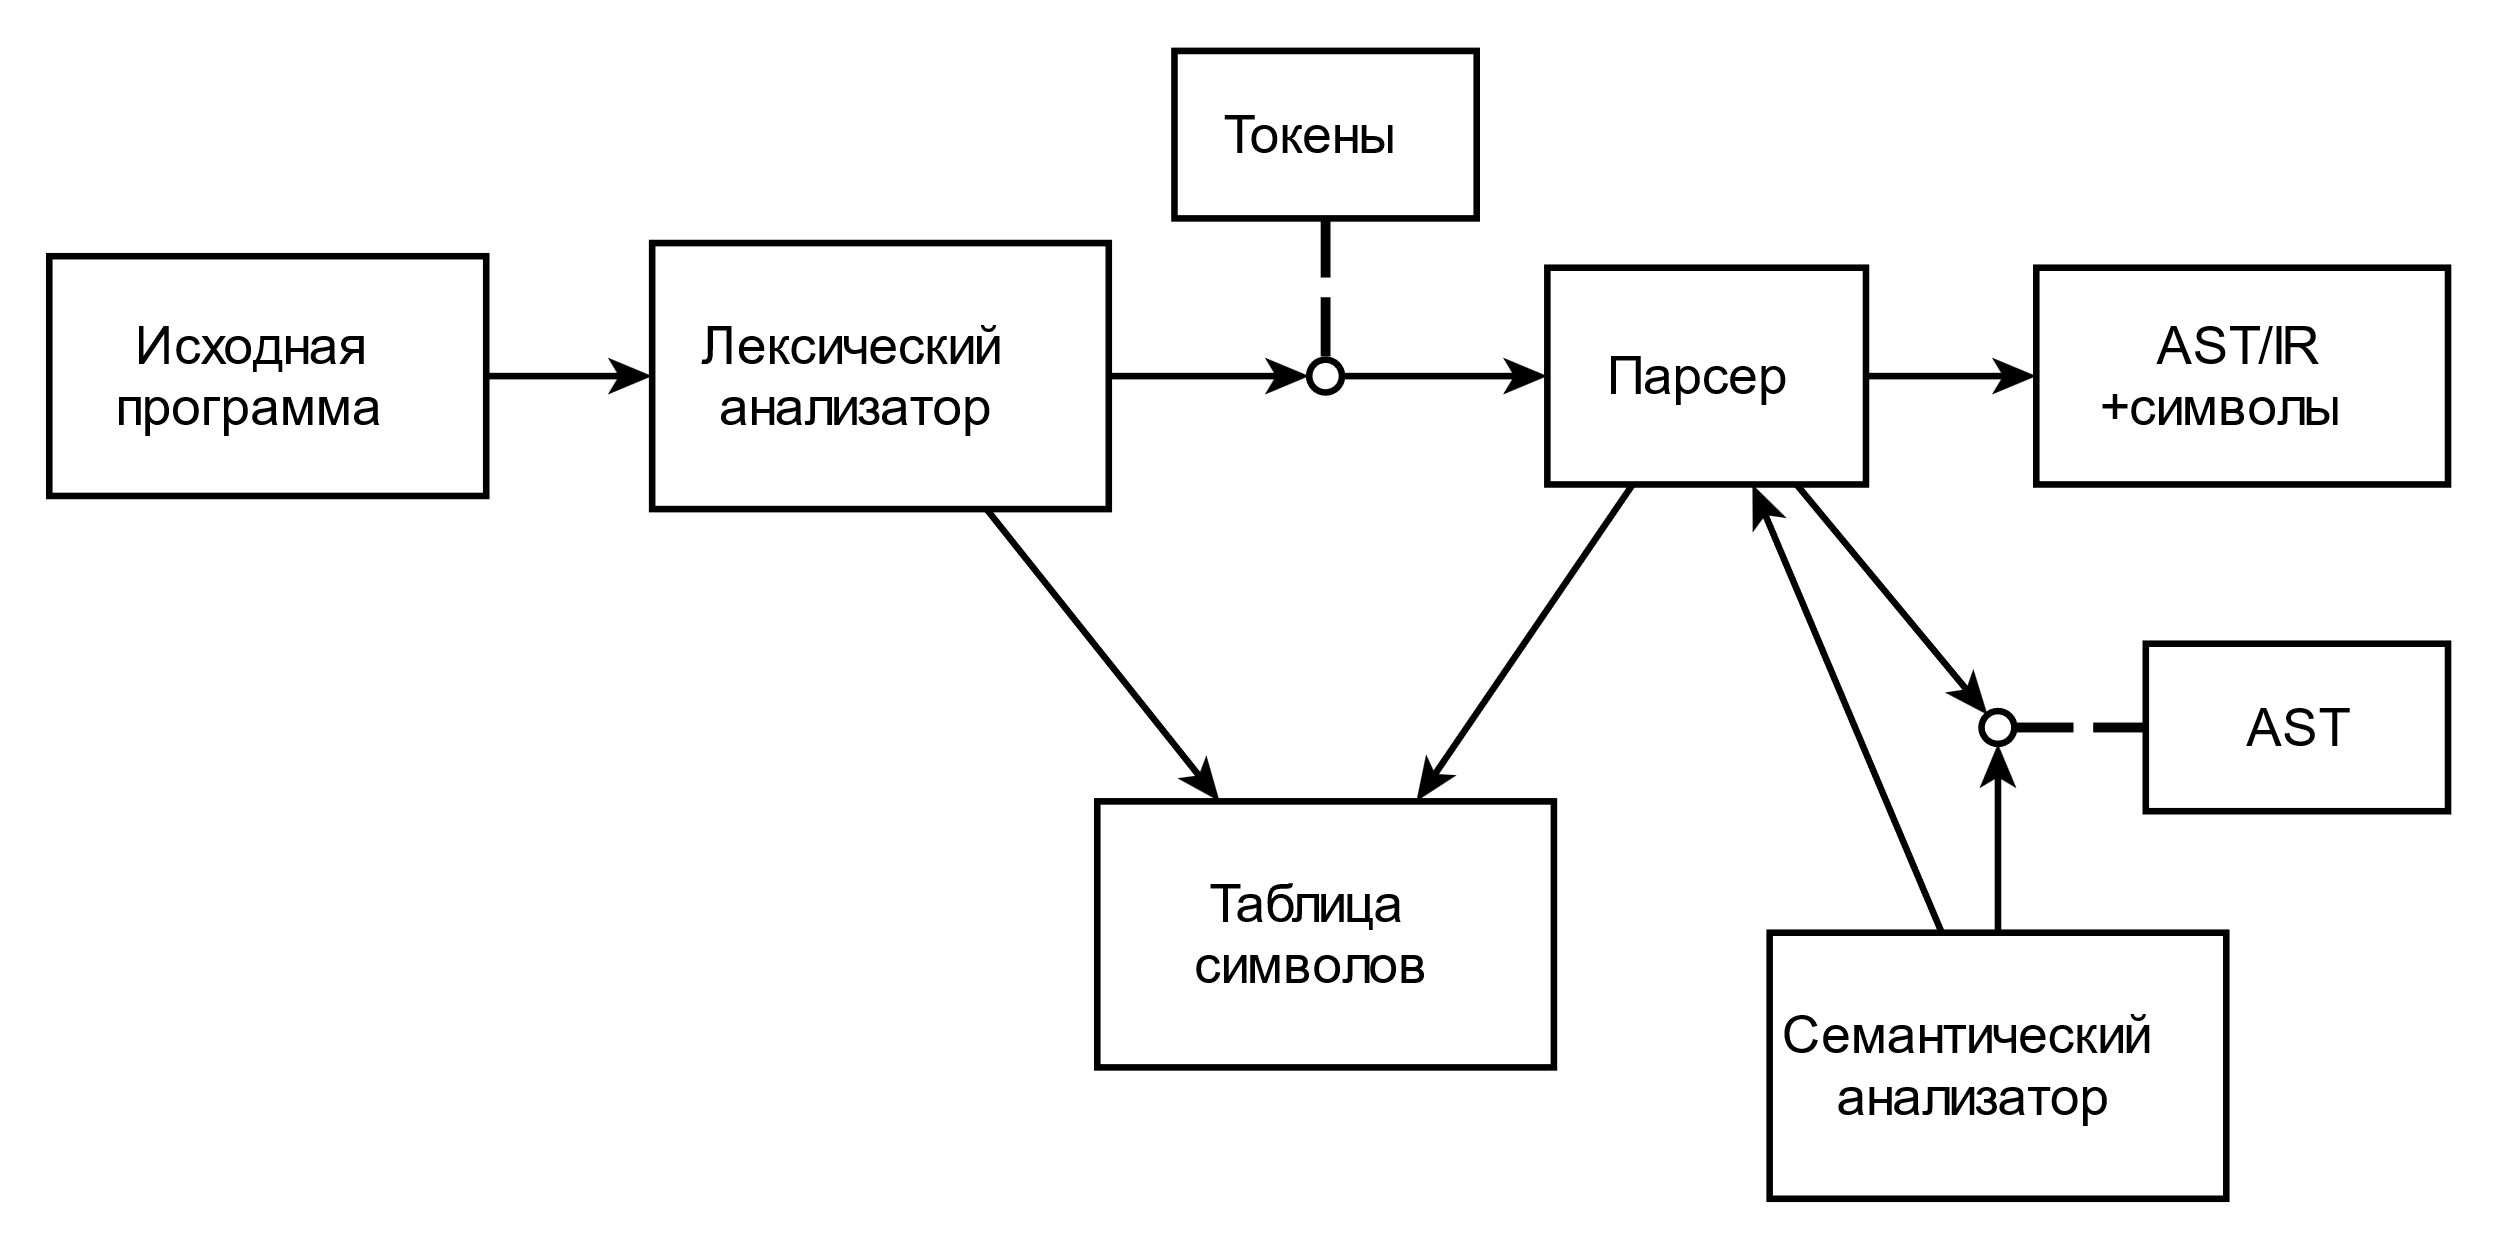 Токены
Исходная
программа
Лексический
анализатор
Парсер
AST/IR
+символы
AST
Таблица
символов
Семантический
анализатор